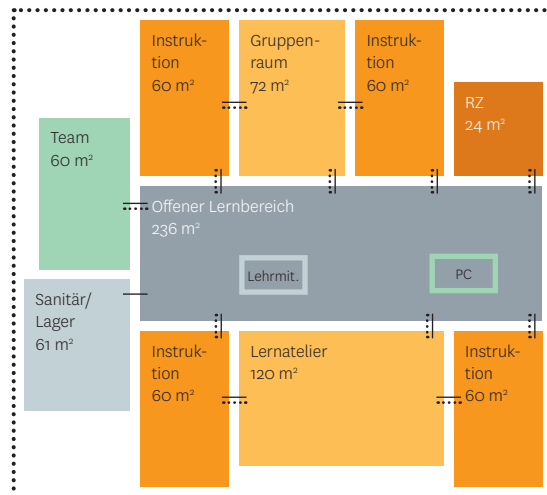 Instruk-
tion
60 m²
Gruppen-
raum
72 m²
Instruk-
tion
60 m²
RZ
24 m²
Team
60 m²
Offener Lernbereich
236 m²
Lehrmit.
PC
Sanitär/
Lager
61 m²
Instruk-
tion
60 m²
Lernatelier
120 m²
Instruk-
tion
60 m²